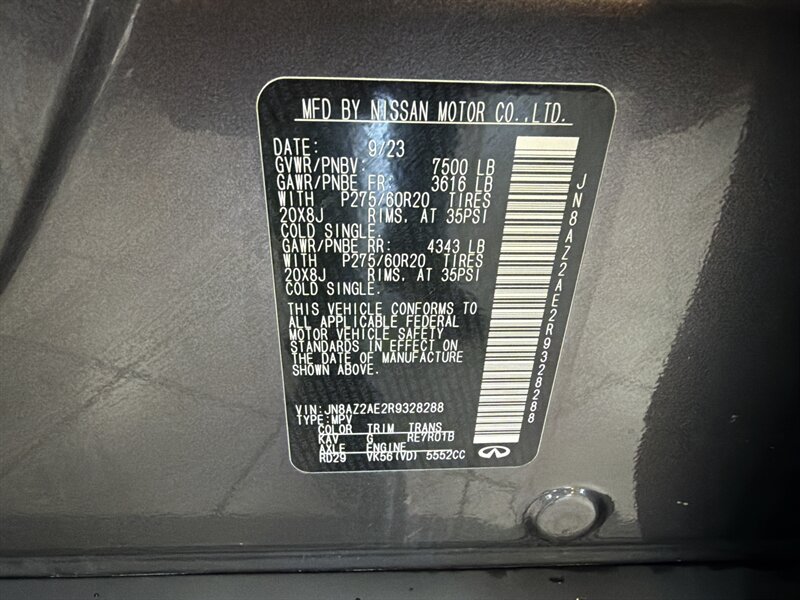 MFD BY NISSAN MOTOR CO.,LTD.
DATE: 9/23
GVWR/PNBV: 7500 LB
GAWR/PNBE FR: 3616 LB
WITH P275/60R20 TIRES
20X8J RIMS, AT 35PSI
COLD SINGLE.
GAWR/PNBE RR: 4343 LB
WITH P275/60R20 TIRES
20X8J RIMS. AT 35PSI
COLD SINGLE.
THIS VEHICLE CONFORMS TO
ALL APPLICABLE FEDERAL
MOTOR VEHICLE SAFETY
STANDARDS IN EFFECT ON
THE DATE OF MANUFACTURE
SHOWN ABOVE.
VIN:JN8AZ2AE2R9328288
TYPE:MPV
COLOR TRIM TRANS
KAV G RE7R01B
AXLE ENGINE
RD29 VK56(VD) 5552CC
JN8AZ2AE2R9328288